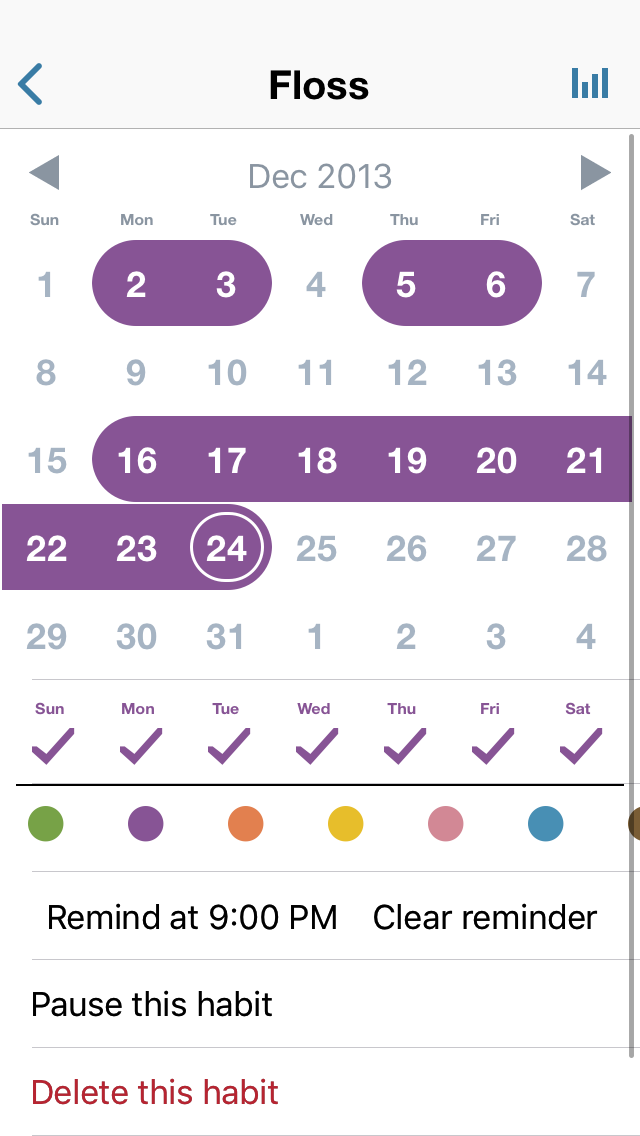 Floss
Dec 2013
Sun Mon Tue Wed Thu Fri Sat
1 2 3 4 5 6 7
8 9 10 11 12 13 14
15 16 17 18 19 20 21
22 23 24 25 26 27 28
29 30 31 1 2 3 4
Sun Mon Tue Wed Thu Fri Sat
Remind at 9:00 PM Clear reminder
Pause this habit
Delete this habit